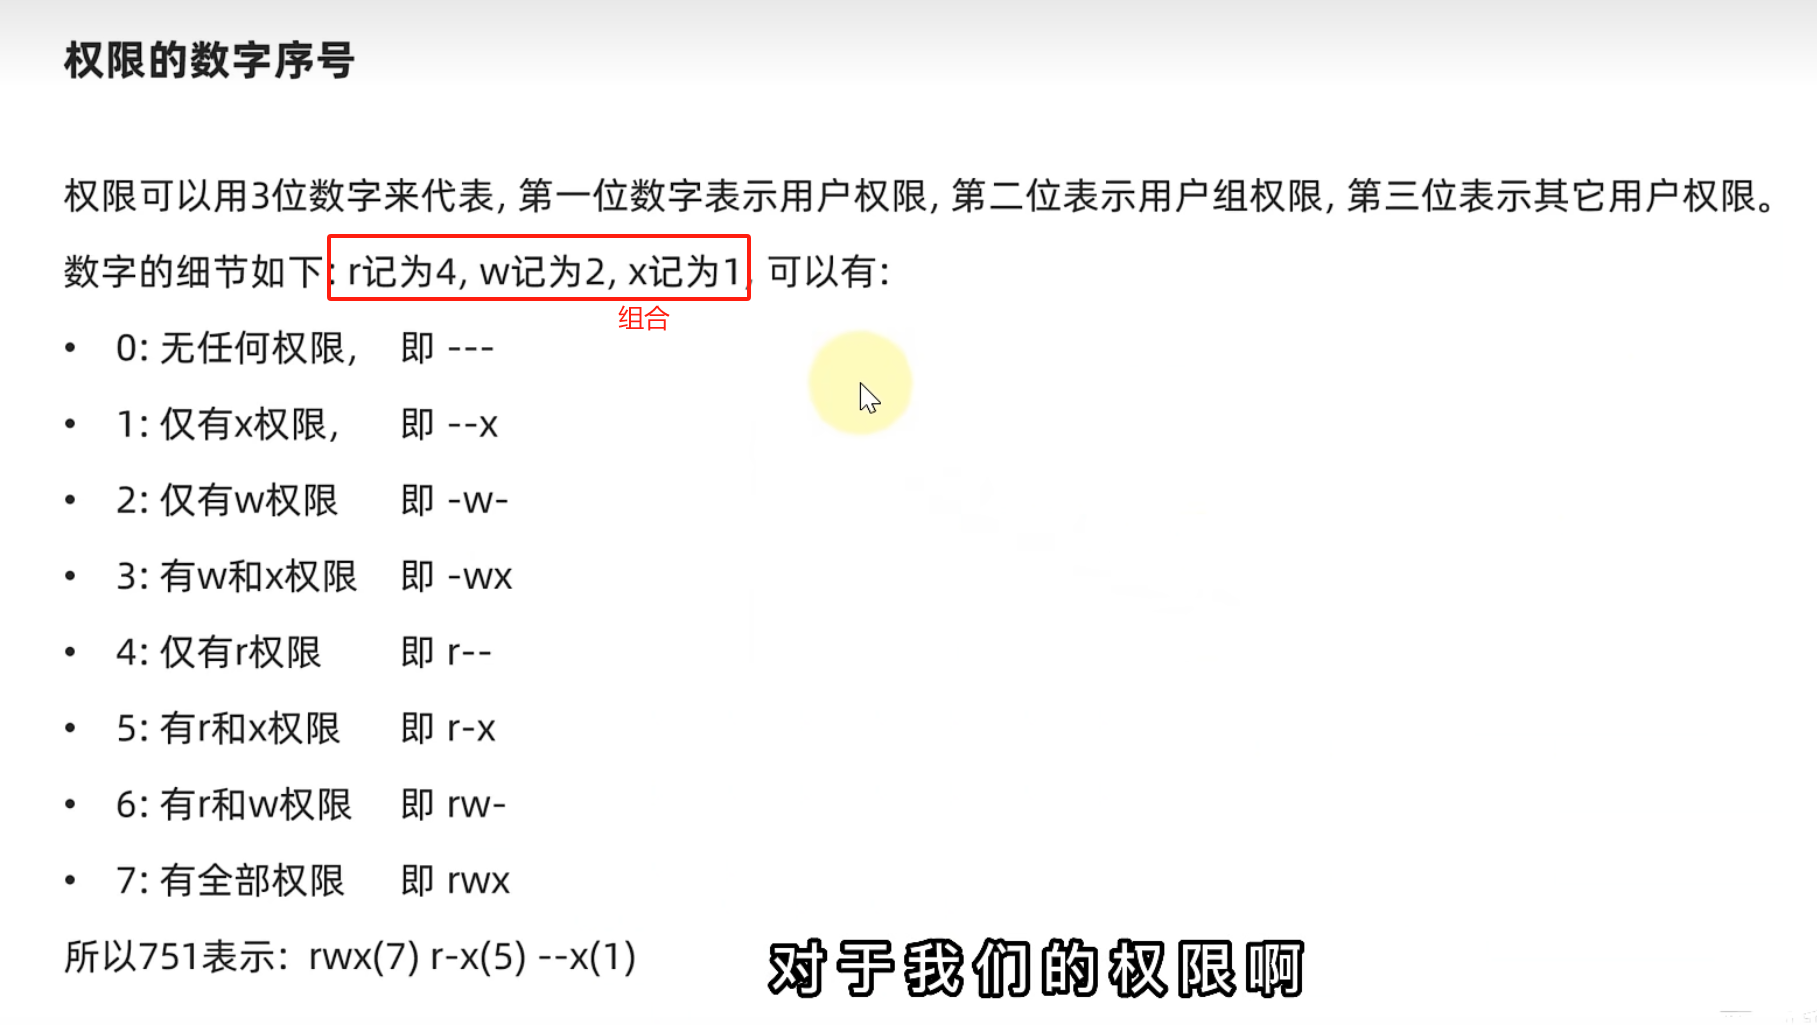 权限的数字序号
权限可以用3位数字来代表, 第一位数字表示用户权限, 第二位表示用户组权限, 第三位表示其它用户权限。
数字的细节如下: r记为4, w记为2, x记为1, 可以有:
组合
• 0: 无任何权限, 即 ---
• 1: 仅有x权限, 即 --x
• 2: 仅有w权限 即 -w-
• 3: 有w和x权限 即 -wx
• 4: 仅有r权限 即 r--
• 5: 有r和x权限 即 r-x
• 6: 有r和w权限 即 rw-
• 7: 有全部权限 即 rwx
所以751表示: rwx(7) r-x(5) --x(1)
对于我们的权限啊